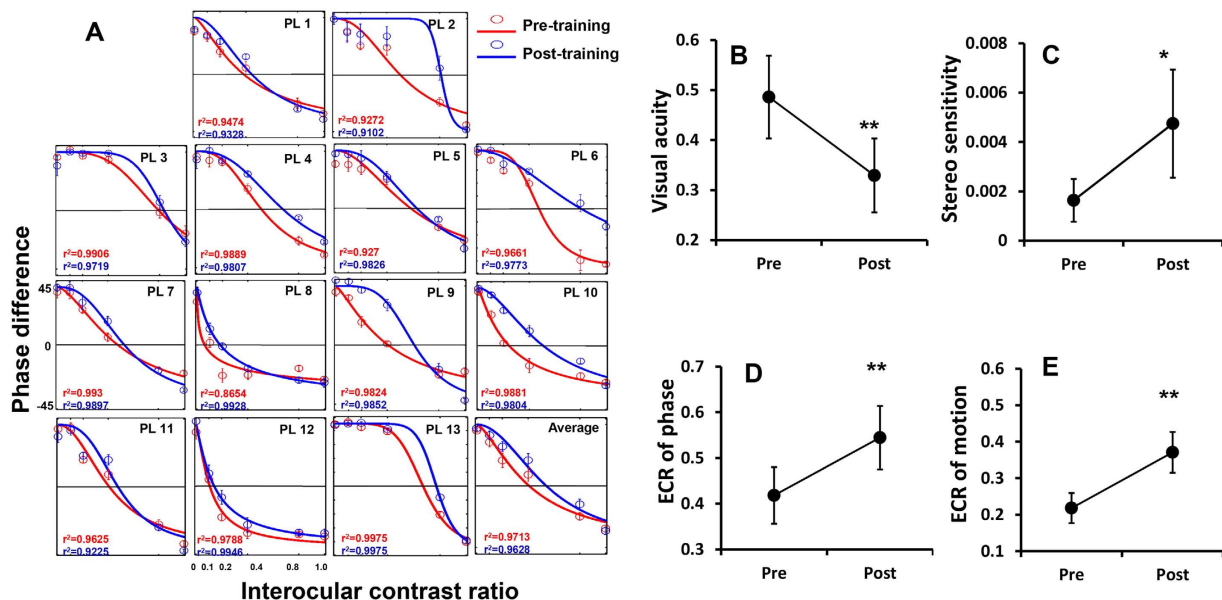 A
PL 1
r²=0.9474
r²=0.9328
PL 2
r²=0.9272
r²=0.9102
Pre-training
Post-training
PL 3
r²=0.9906
r²=0.9719
PL 4
r²=0.9889
r²=0.9807
PL 5
r²=0.927
r²=0.9826
PL 6
r²=0.9661
r²=0.9773
Phase difference
45
0
-45
PL 7
r²=0.993
r²=0.9897
PL 8
r²=0.8654
r²=0.9928
PL 9
r²=0.9824
r²=0.9852
PL 10
r²=0.9881
r²=0.9804
PL 11
r²=0.9625
r²=0.9225
PL 12
r²=0.9788
r²=0.9946
PL 13
r²=0.9975
r²=0.9975
Average
r²=0.9713
r²=0.9628
0 0.1 0.2 0.4 0.8 1.0
Interocular contrast ratio
B
Visual acuity
0.6
0.5
0.4
0.3
0.2
**
Pre Post
C
Stereo sensitivity
0.008
0.006
0.004
0.002
0
*
Pre Post
D
ECR of phase
0.7
0.6
0.5
0.4
0.3
**
Pre Post
E
ECR of motion
0.6
0.5
0.4
0.3
0.2
0.1
**
Pre Post